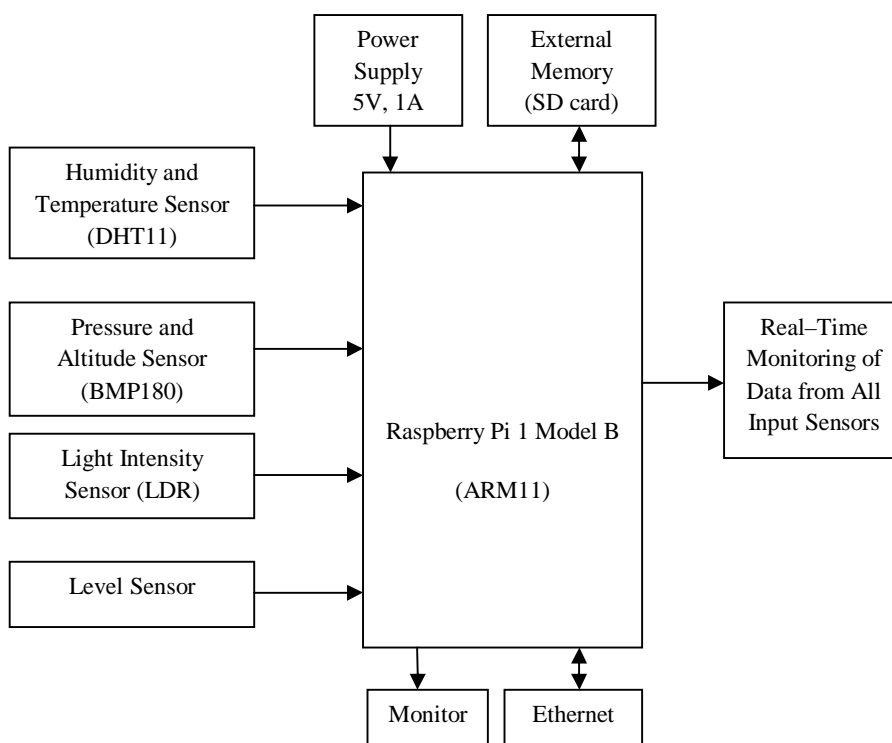 Power
Supply
5V, 1A
External
Memory
(SD card)
Humidity and
Temperature Sensor
(DHT11)
Pressure and
Altitude Sensor
(BMP180)
Light Intensity
Sensor (LDR)
Level Sensor
Raspberry Pi 1 Model B
(ARM11)
Real–Time
Monitoring of
Data from All
Input Sensors
Monitor
Ethernet